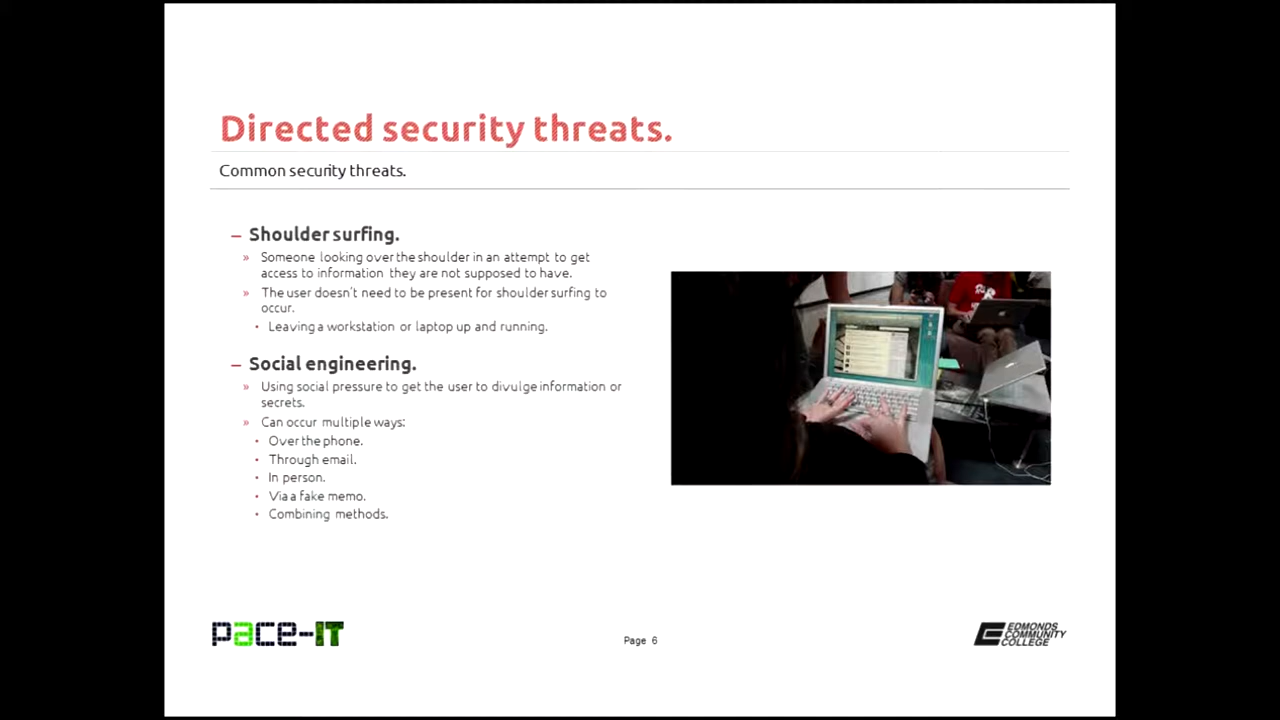 Directed security threats.
Common security threats.
– Shoulder surfing.
» Someone looking over the shoulder in an attempt to get
access to information they are not supposed to have.
» The user doesn't need to be present for shoulder surfing to
occur.
• Leaving a workstation or laptop up and running.
– Social engineering.
» Using social pressure to get the user to divulge information or
secrets.
» Can occur multiple ways:
• Over the phone.
• Through email.
• In person.
• Via a fake memo.
• Combining methods.
pace-IT
Page 6
EDMONDS
COMMUNITY
COLLEGE